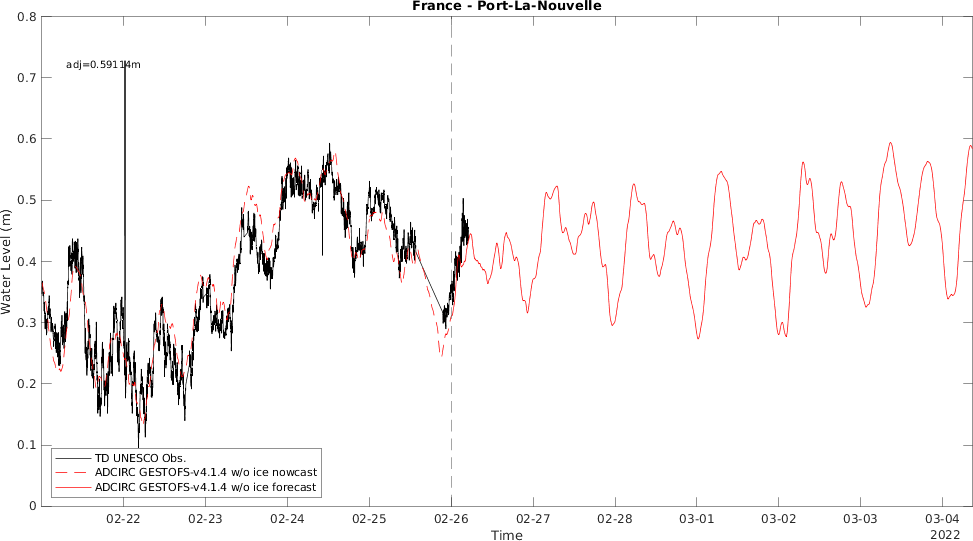 France - Port-La-Nouvelle
0.8
0.7
0.6
0.5
0.4
0.3
0.2
0.1
0
Water Level (m)
adj=0.59114m
TD UNESCO Obs.
ADCIRC GESTOFS-v4.1.4 w/o ice nowcast
ADCIRC GESTOFS-v4.1.4 w/o ice forecast
02-22 02-23 02-24 02-25 02-26 02-27 02-28 03-01 03-02 03-03 03-04
Time 2022